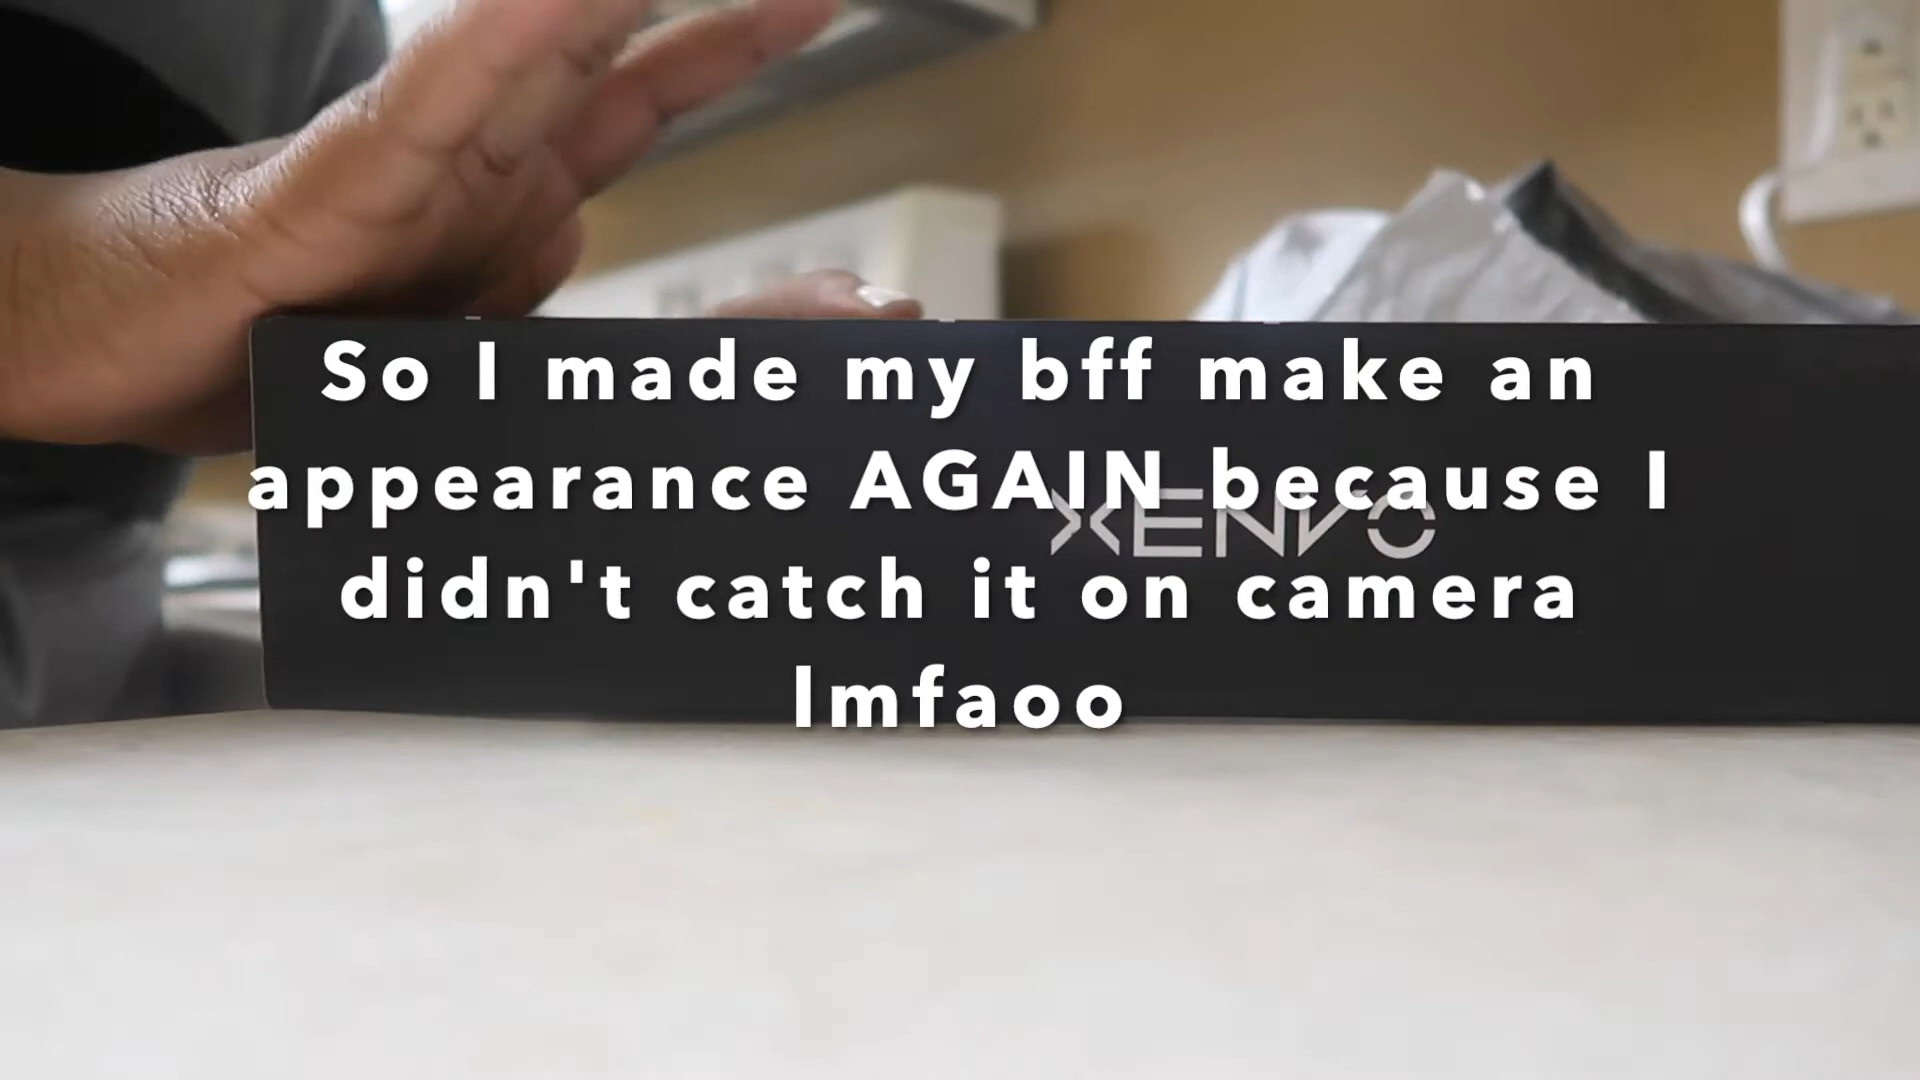 So I made my bff make an
appearance AGAIN because I
XENVO
didn't catch it on camera
lmfaoo